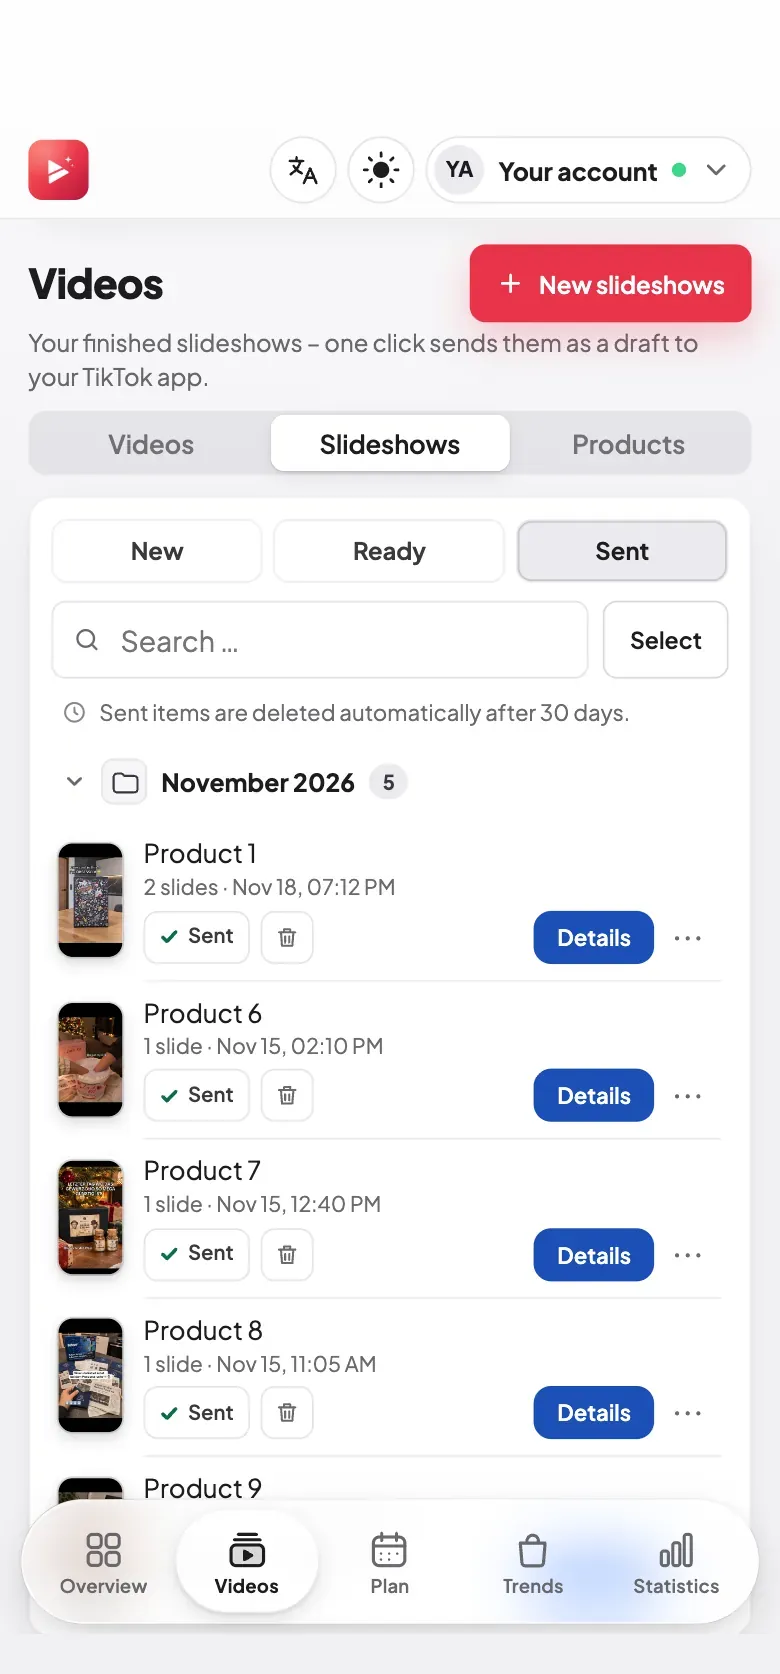 YA
Your account
Videos
New slideshows
Your finished slideshows – one click sends them as a draft to
your TikTok app.
Videos
Slideshows
Products
New
Ready
Sent
Search ...
Select
Sent items are deleted automatically after 30 days.
November 2026
5
Product 1
2 slides · Nov 18, 07:12 PM
Sent
Details
Product 6
1 slide · Nov 15, 02:10 PM
Sent
Details
Product 7
1 slide · Nov 15, 12:40 PM
Sent
Details
Product 8
1 slide · Nov 15, 11:05 AM
Sent
Details
Product 9
Overview
Videos
Plan
Trends
Statistics